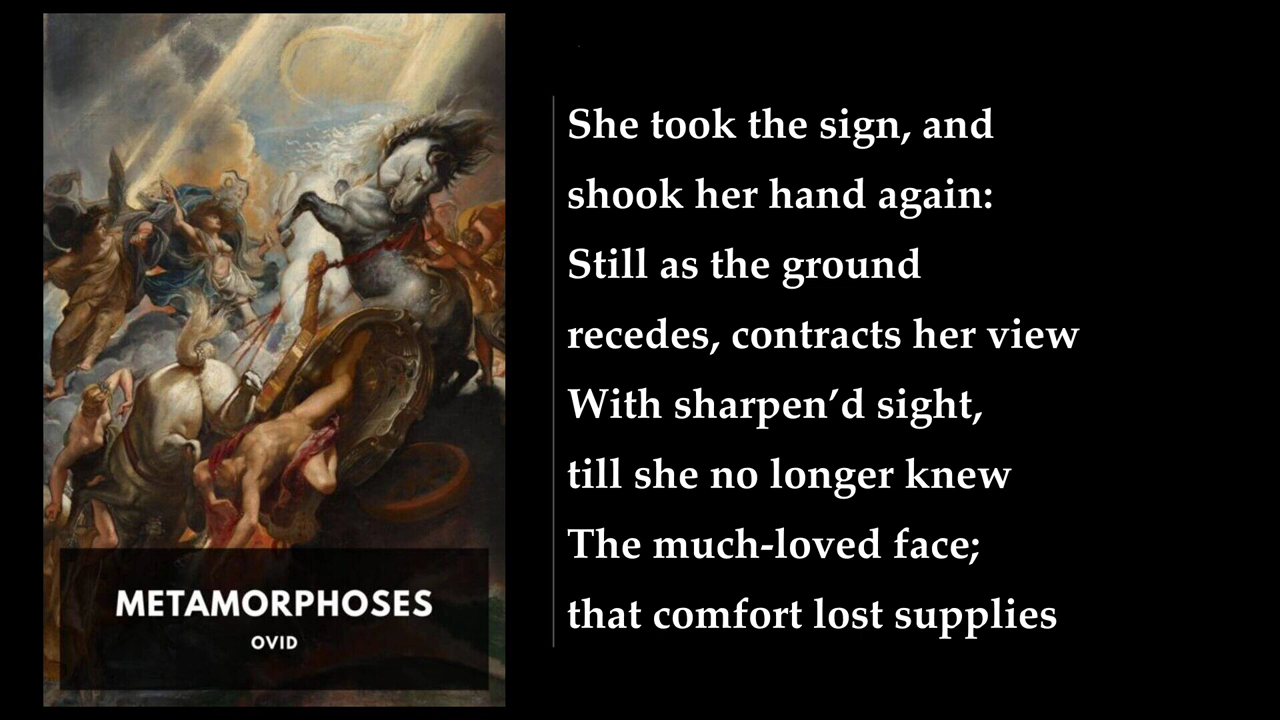 METAMORPHOSES
OVID
She took the sign, and
shook her hand again:
Still as the ground
recedes, contracts her view
With sharpen’d sight,
till she no longer knew
The much-loved face;
that comfort lost supplies